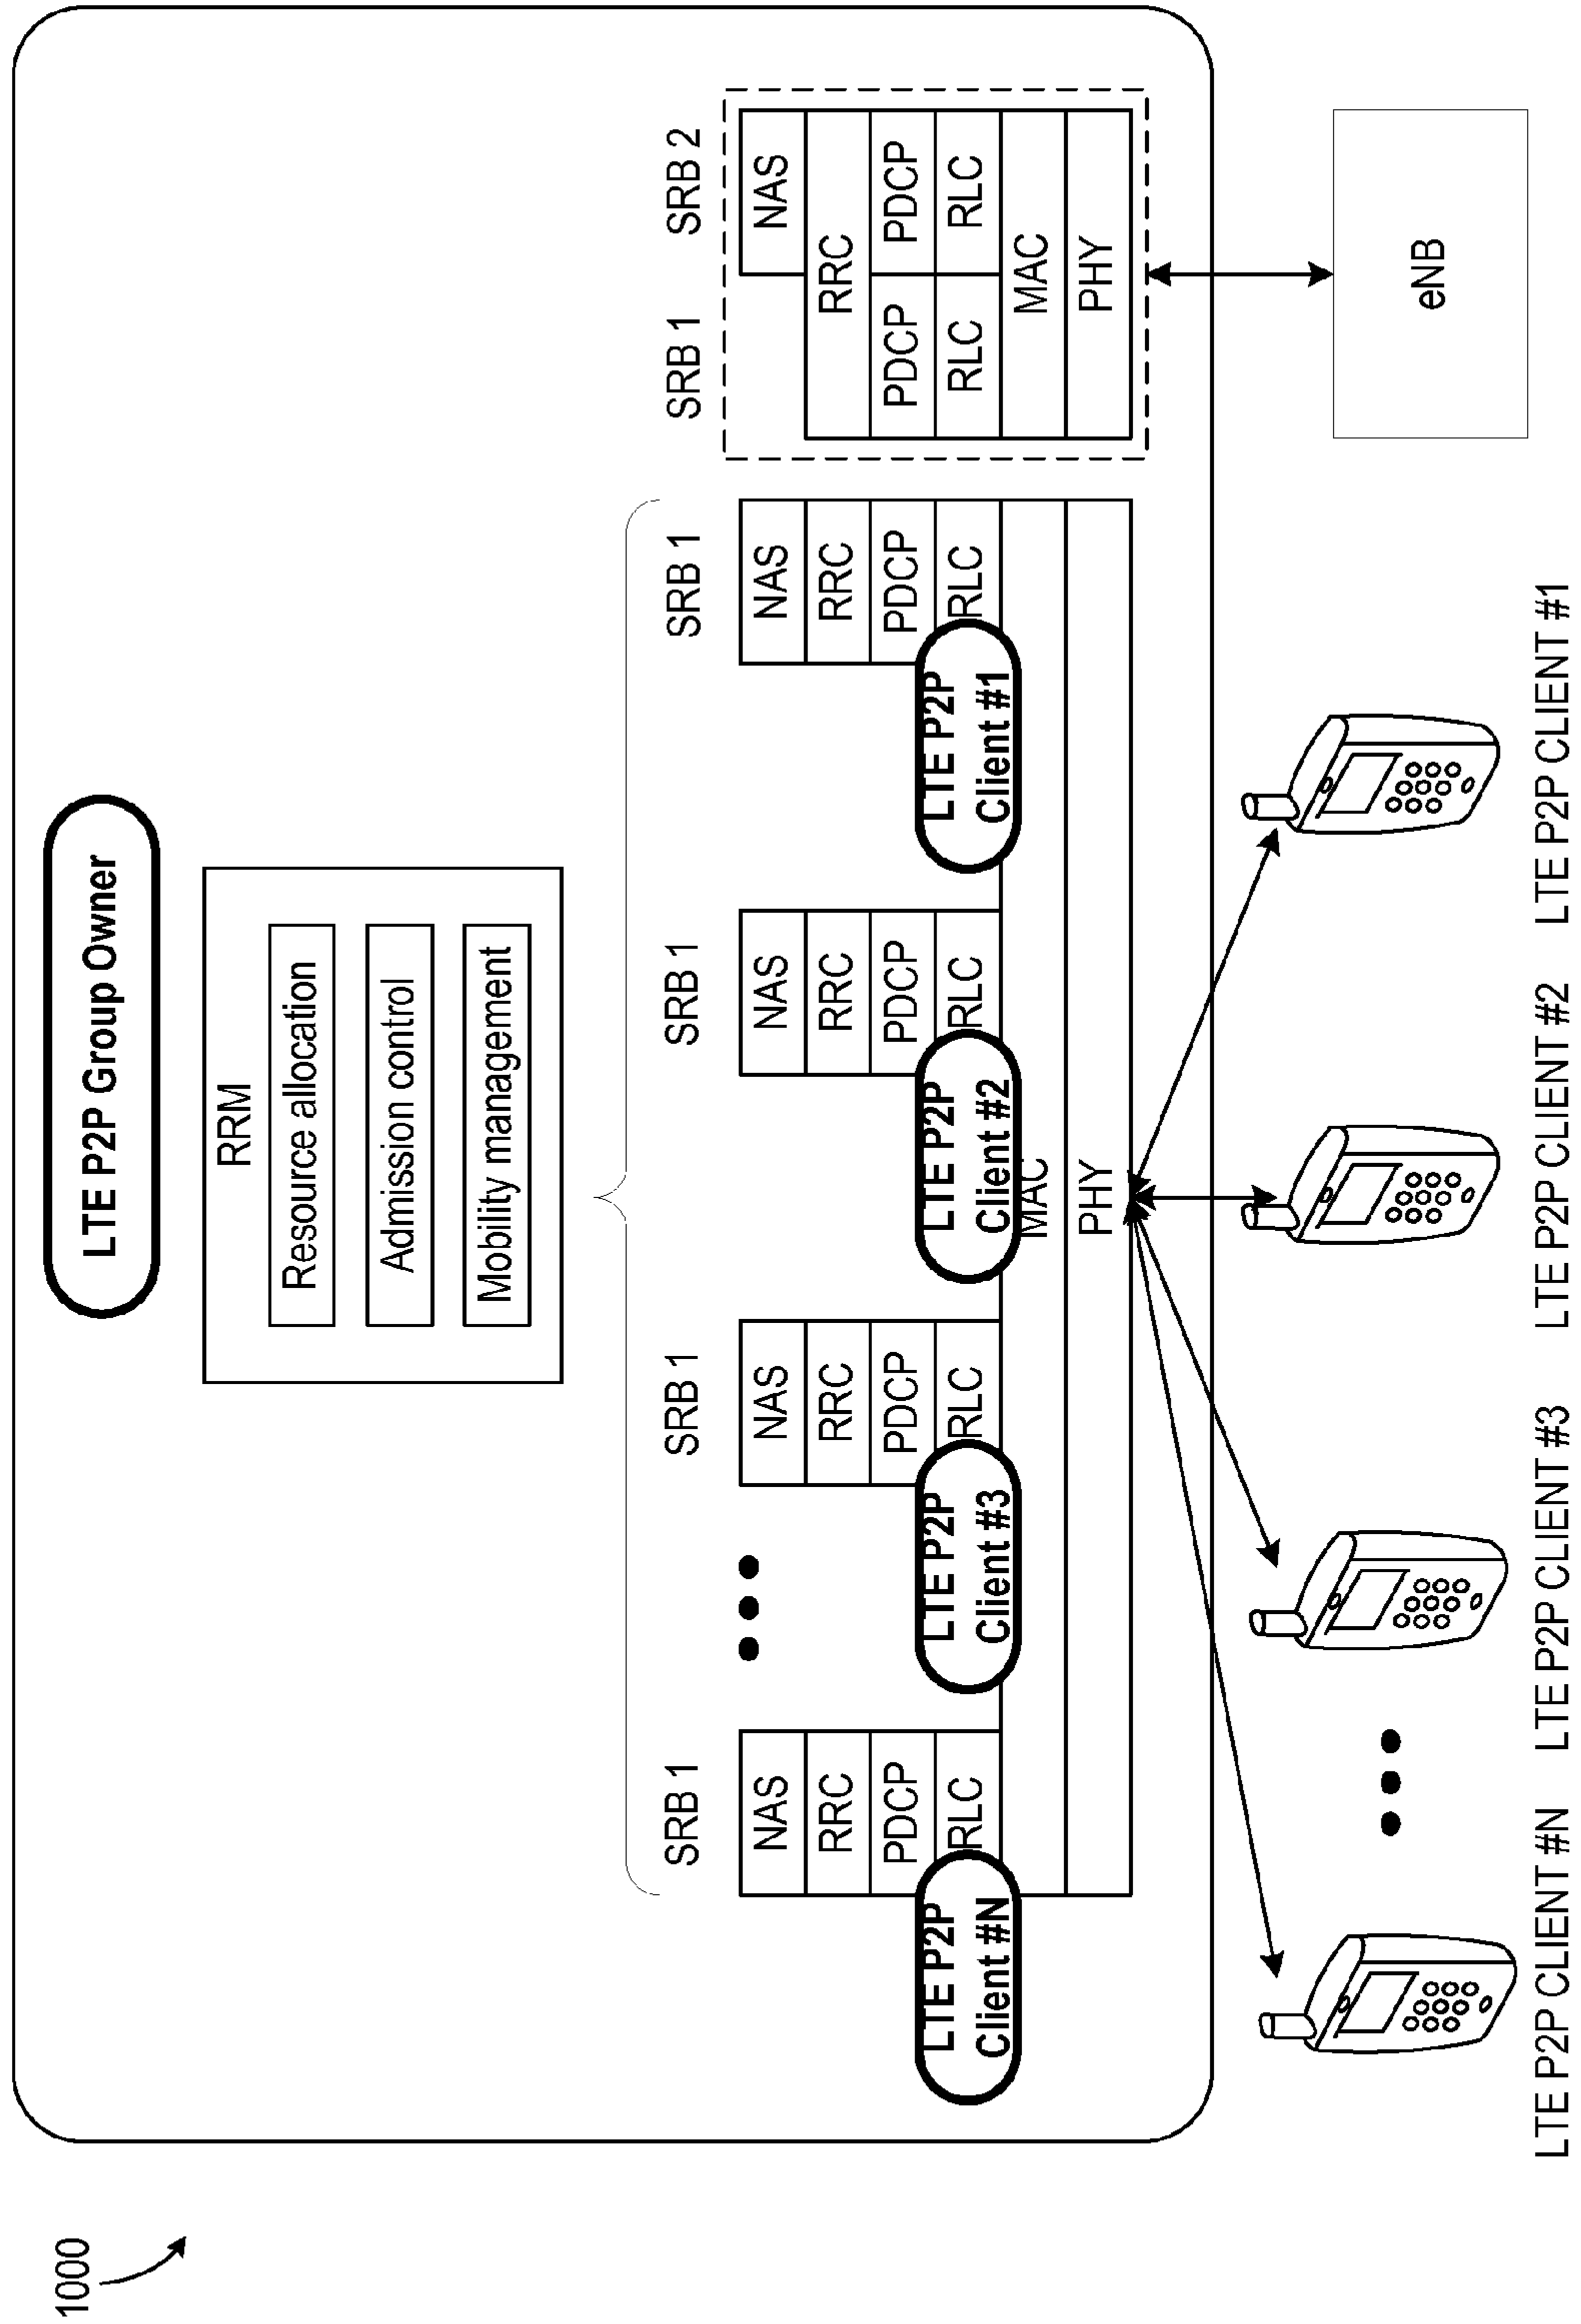 1000
LTE P2P Group Owner
RRM
Resource allocation
Admission control
Mobility management
SRB 1
SRB 1
SRB 1
SRB 1
SRB 1
SRB 2
NAS
NAS
NAS
NAS
NAS
RRC
RRC
RRC
RRC
RRC
PDCP
PDCP
PDCP
PDCP
PDCP
PDCP
RLC
RLC
RLC
RLC
RLC
RLC
LTE P2P
Client #N
LTE P2P
Client #3
LTE P2P
Client #2
LTE P2P
Client #1
MAC
MAC
PHY
PHY
eNB
LTE P2P CLIENT #N
LTE P2P CLIENT #3
LTE P2P CLIENT #2
LTE P2P CLIENT #1